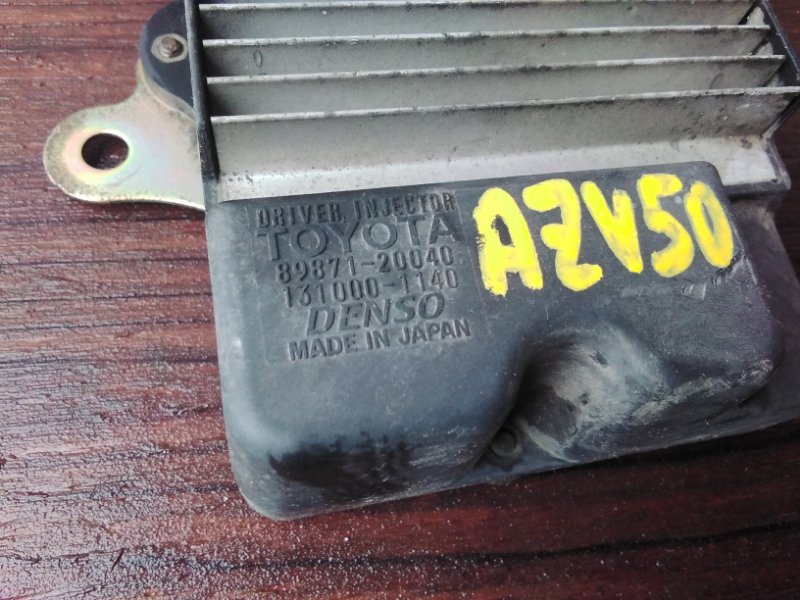 DRIVER, INJECTOR
TOYOTA
89871-20040
131000-1140
DENSO
MADE IN JAPAN
AZV50